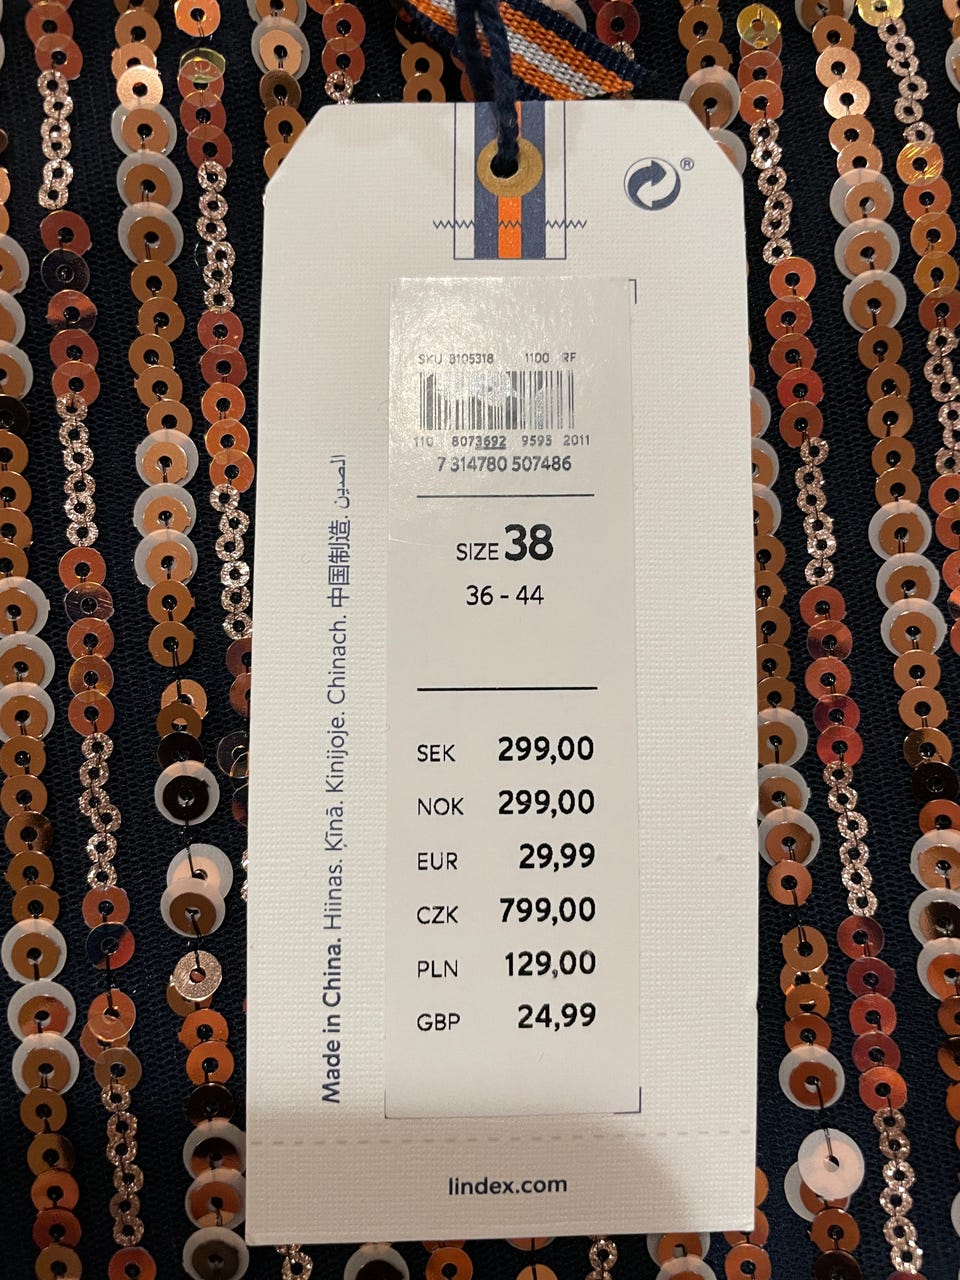 ®
SKU 8105318 1100 RF
110 8073692 9595 2011
7 314780 507486
SIZE 38
36 - 44
SEK 299,00
NOK 299,00
EUR 29,99
CZK 799,00
PLN 129,00
GBP 24,99
Made in China. Hiinas. Ķīnā. Kinijoje. Chinach. 中国制造. الصين
lindex.com